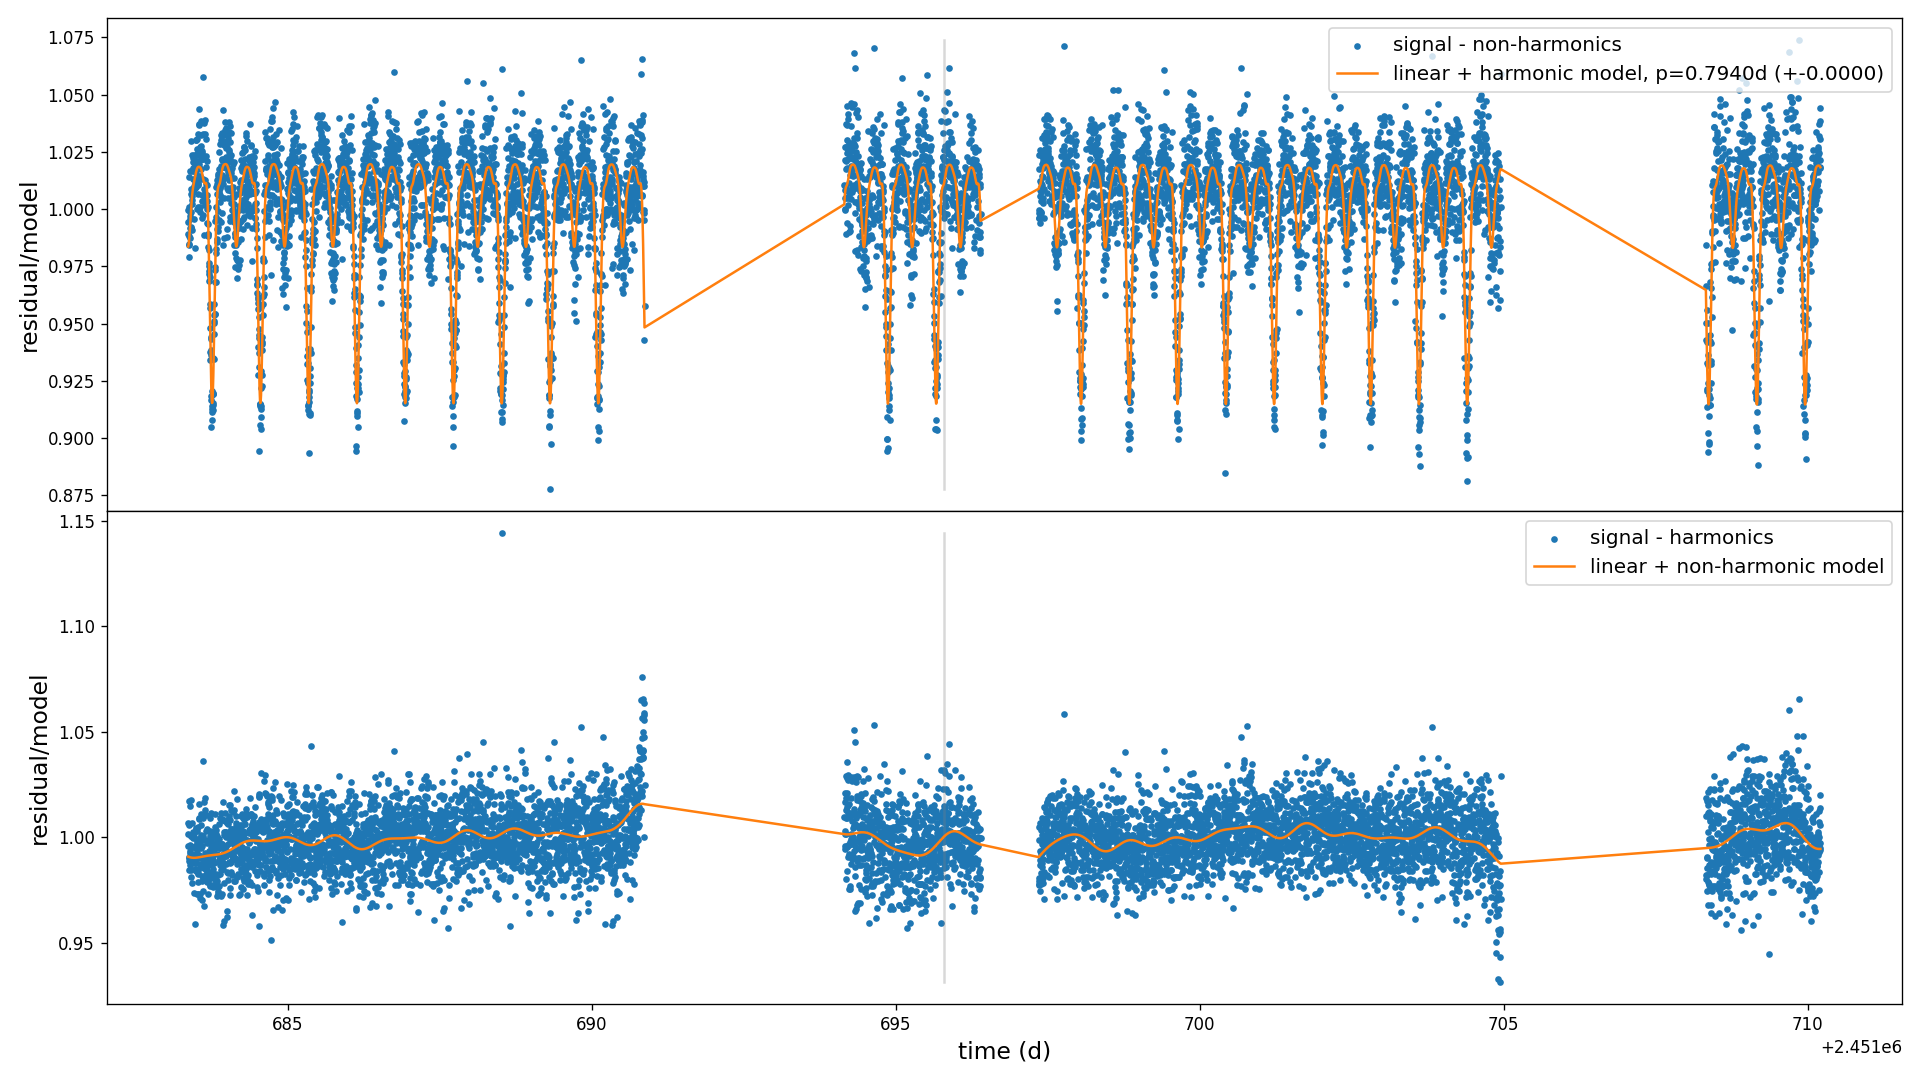 1.075
1.050
1.025
1.000
0.975
0.950
0.925
0.900
0.875
residual/model
signal - non-harmonics
linear + harmonic model, p=0.7940d (+-0.0000)
1.15
1.10
1.05
1.00
0.95
residual/model
signal - harmonics
linear + non-harmonic model
685
690
695
700
705
710
time (d)
+2.451e6